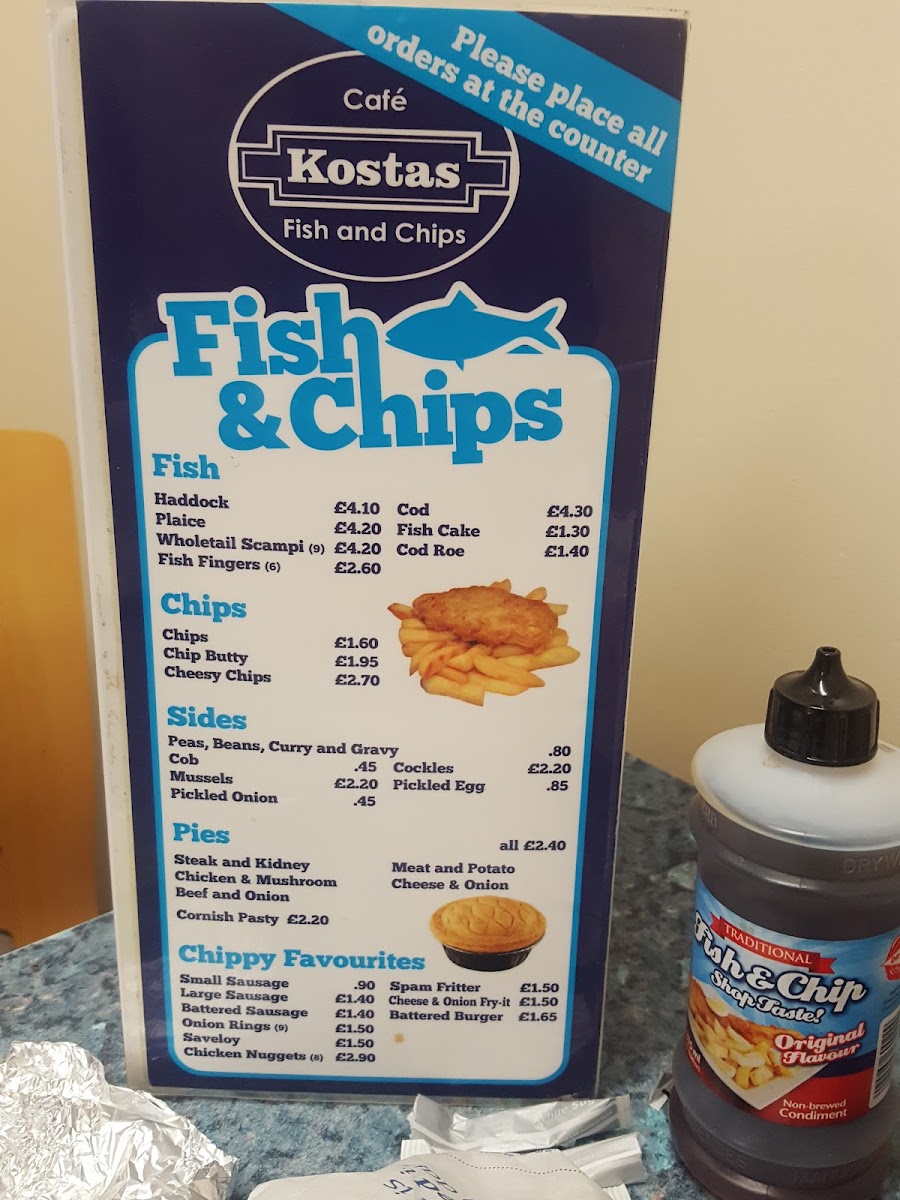 Please place all
orders at the counter
Café
Kostas
Fish and Chips
Fish
& Chips
Fish
Haddock £4.10 Cod £4.30
Plaice £4.20 Fish Cake £1.30
Wholetail Scampi (9) £4.20 Cod Roe £1.40
Fish Fingers (6) £2.60
Chips
Chips £1.60
Chip Butty £1.95
Cheesy Chips £2.70
Sides
Peas, Beans, Curry and Gravy .80
Cob .45 Cockles £2.20
Mussels £2.20 Pickled Egg .85
Pickled Onion .45
Pies all £2.40
Steak and Kidney Meat and Potato
Chicken & Mushroom Cheese & Onion
Beef and Onion
Cornish Pasty £2.20
Chippy Favourites
Small Sausage .90 Spam Fritter £1.50
Large Sausage £1.40 Cheese & Onion Fry-it £1.50
Battered Sausage £1.40 Battered Burger £1.65
Onion Rings (9) £1.50
Saveloy £1.50
Chicken Nuggets (8) £2.90
TRADITIONAL
Fish & Chip
Shop Taste!
Original
Flavour
Non-brewed
Condiment